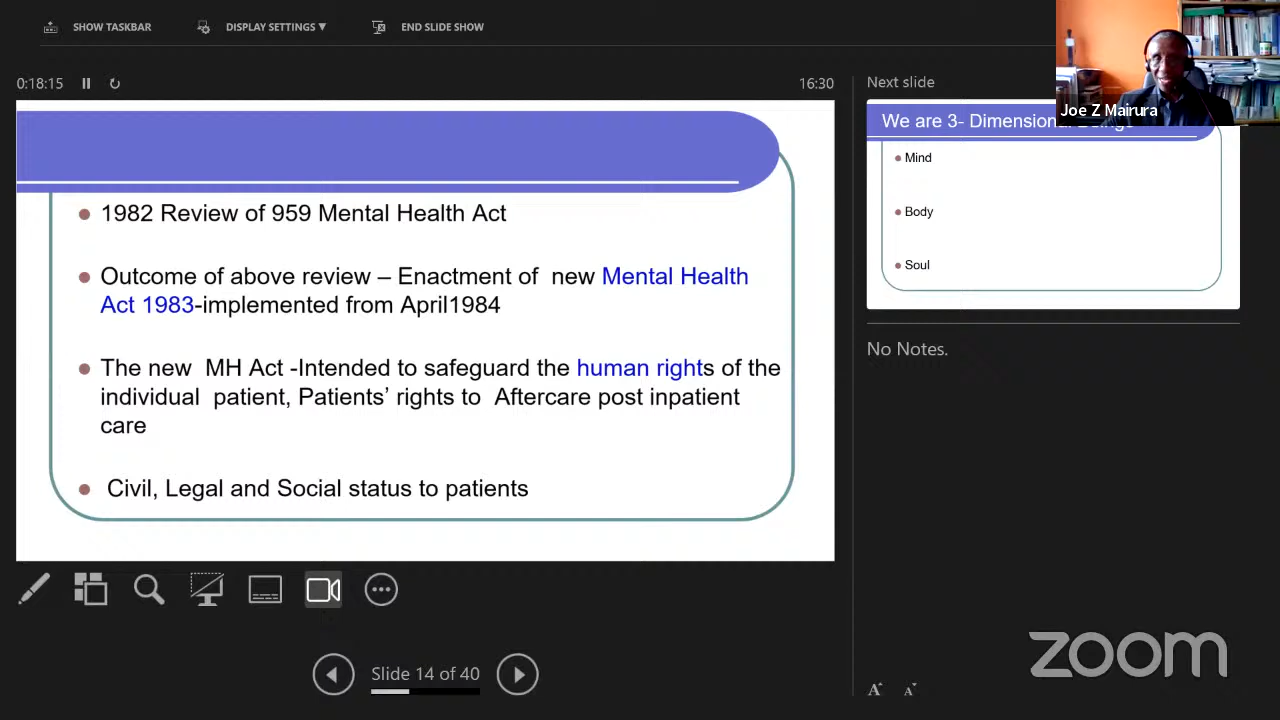 SHOW TASKBAR
DISPLAY SETTINGS ▼
END SLIDE SHOW
0:18:15
16:30
1982 Review of 959 Mental Health Act
Outcome of above review – Enactment of new Mental Health
Act 1983-implemented from April1984
The new MH Act -Intended to safeguard the human rights of the
individual patient, Patients’ rights to Aftercare post inpatient
care
Civil, Legal and Social status to patients
Slide 14 of 40
Next slide
Joe Z Mairura
We are 3- Dimensional Beings
Mind
Body
Soul
No Notes.
A A
zoom